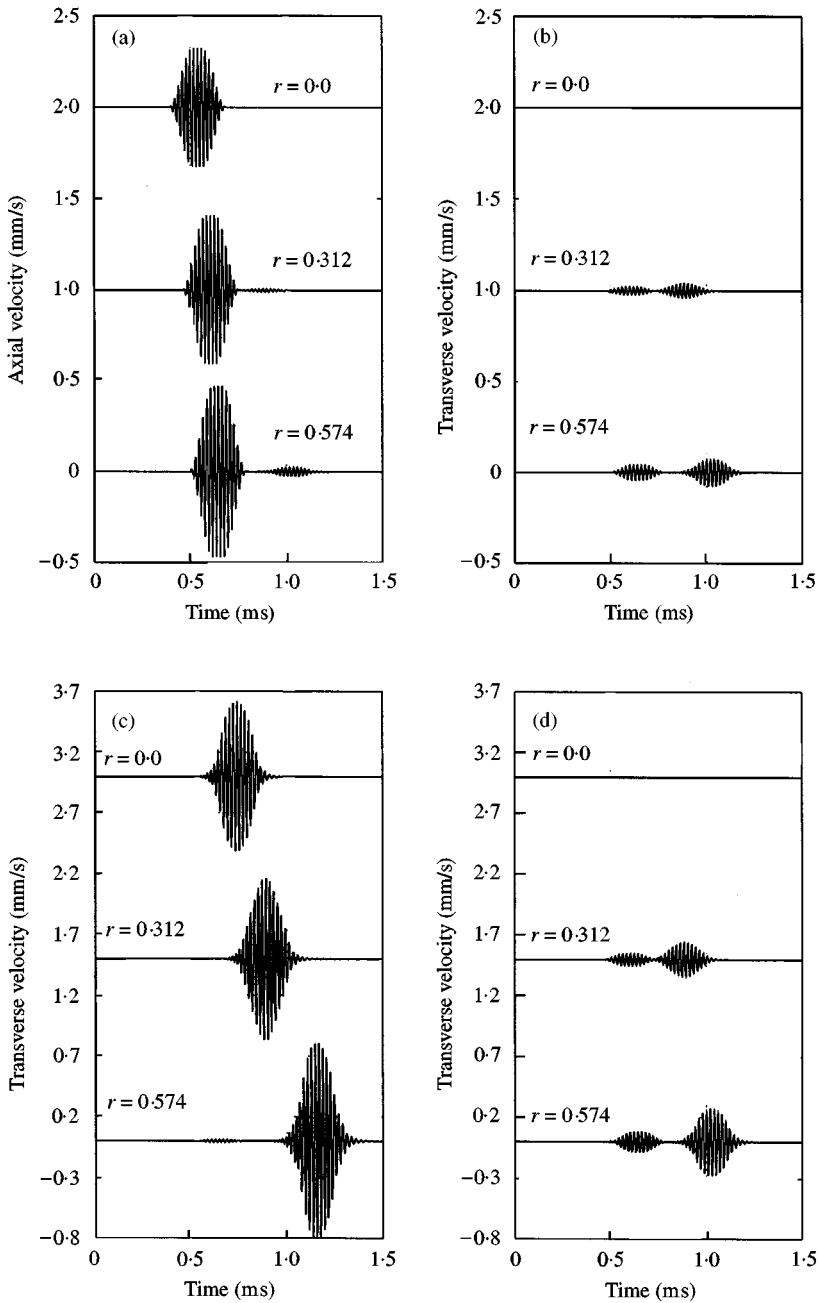 (a)
2·5
2·0
1·5
1·0
0·5
0
−0·5
r = 0·0
r = 0·312
r = 0·574
Axial velocity (mm/s)
0
0·5
1·0
1·5
Time (ms)
(b)
2·5
2·0
1·5
1·0
0·5
0
−0·5
r = 0·0
r = 0·312
r = 0·574
Transverse velocity (mm/s)
0
0·5
1·0
1·5
Time (ms)
(c)
3·7
3·2
2·7
2·2
1·7
1·2
0·7
0·2
−0·3
−0·8
r = 0·0
r = 0·312
r = 0·574
Transverse velocity (mm/s)
0
0·5
1·0
1·5
Time (ms)
(d)
3·7
3·2
2·7
2·2
1·7
1·2
0·7
0·2
−0·3
−0·8
r = 0·0
r = 0·312
r = 0·574
Transverse velocity (mm/s)
0
0·5
1·0
1·5
Time (ms)